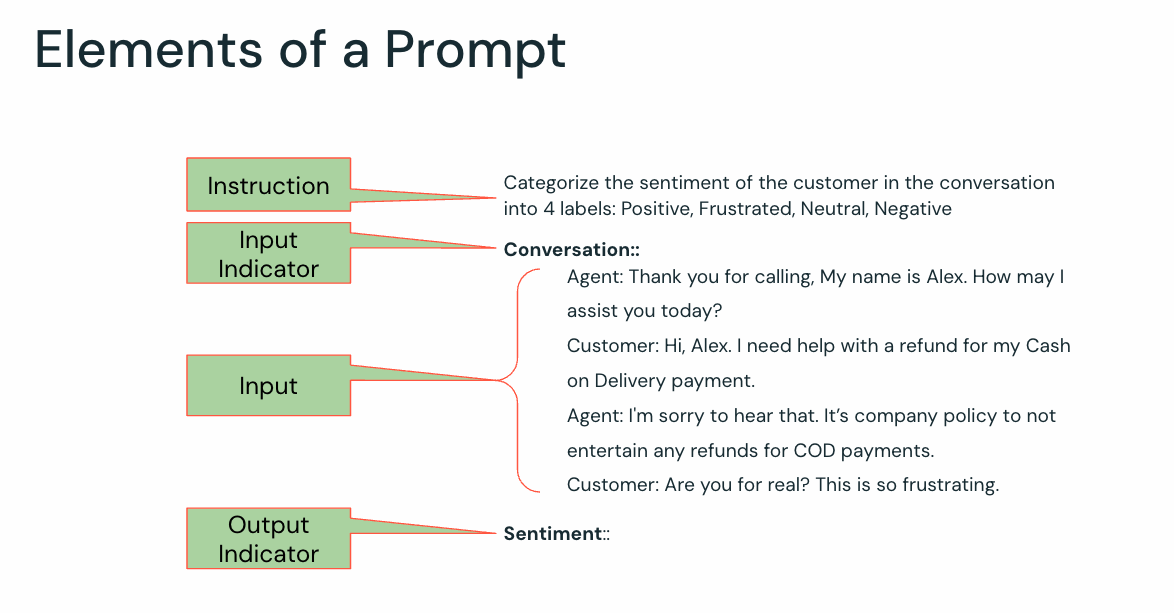 Elements of a Prompt
Instruction
Categorize the sentiment of the customer in the conversation
into 4 labels: Positive, Frustrated, Neutral, Negative
Input
Indicator
Conversation::
Input
Agent: Thank you for calling, My name is Alex. How may I
assist you today?
Customer: Hi, Alex. I need help with a refund for my Cash
on Delivery payment.
Agent: I'm sorry to hear that. It’s company policy to not
entertain any refunds for COD payments.
Customer: Are you for real? This is so frustrating.
Output
Indicator
Sentiment::